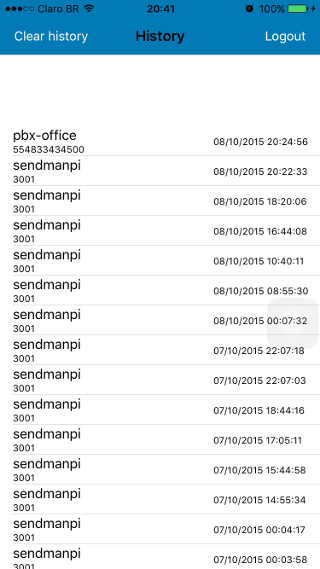 Claro BR 20:41 100%
Clear history History Logout
pbx-office
554833434500 08/10/2015 20:24:56
sendmanpi
3001 08/10/2015 20:22:33
sendmanpi
3001 08/10/2015 18:20:06
sendmanpi
3001 08/10/2015 16:44:08
sendmanpi
3001 08/10/2015 10:40:11
sendmanpi
3001 08/10/2015 08:55:30
sendmanpi
3001 08/10/2015 00:07:32
sendmanpi
3001 07/10/2015 22:07:18
sendmanpi
3001 07/10/2015 22:07:03
sendmanpi
3001 07/10/2015 18:44:16
sendmanpi
3001 07/10/2015 17:05:11
sendmanpi
3001 07/10/2015 15:44:58
sendmanpi
3001 07/10/2015 14:55:34
sendmanpi
3001 07/10/2015 00:04:17
sendmanpi
3001 07/10/2015 00:03:58